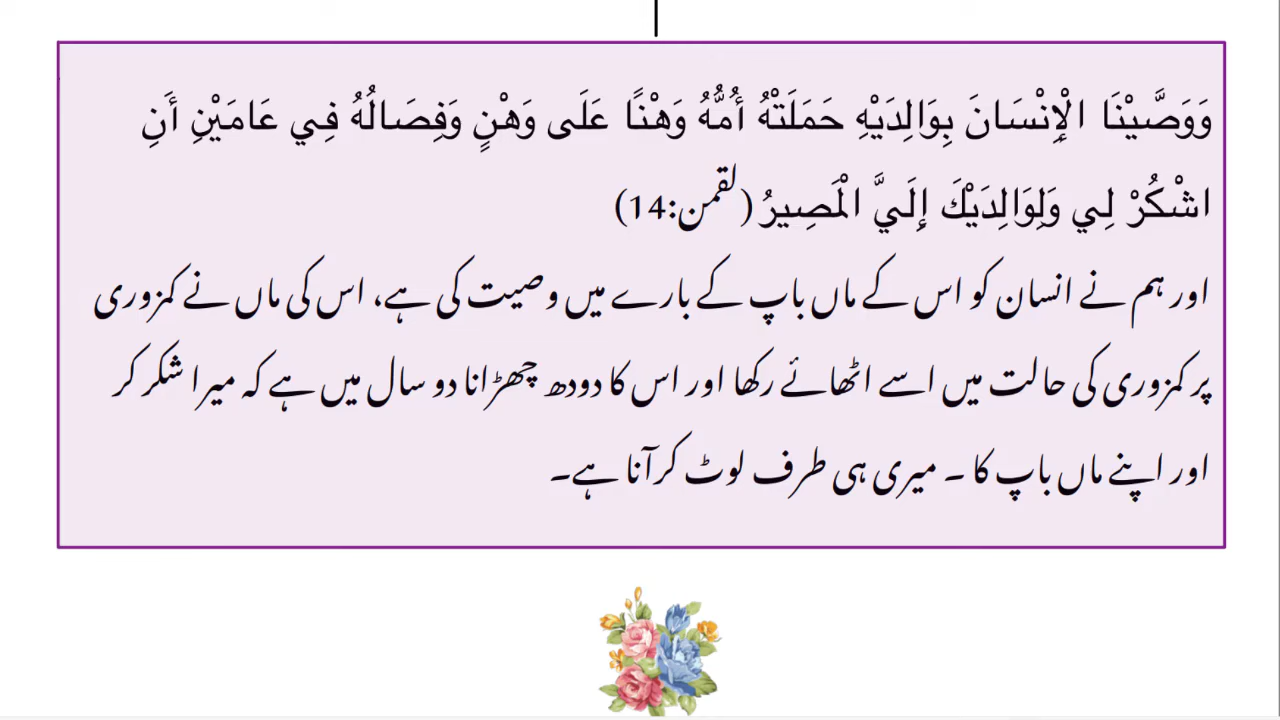 وَوَصَّيْنَا الْإِنْسَانَ بِوَالِدَيْهِ حَمَلَتْهُ أُمُّهُ وَهْنًا عَلَى وَهْنٍ وَفِصَالُهُ فِي عَامَيْنِ أَنِ
اشْكُرْ لِي وَلِوَالِدَيْكَ إِلَيَّ الْمَصِيرُ (لقمن:14)
اور ہم نے انسان کو اس کے ماں باپ کے بارے میں وصیت کی ہے، اس کی ماں نے کمزوری
پر کمزوری کی حالت میں اسے اٹھائے رکھا اور اس کا دودھ چھڑانا دو سال میں ہے کہ میرا شکر کر
اور اپنے ماں باپ کا ۔ میری ہی طرف لوٹ کر آنا ہے۔